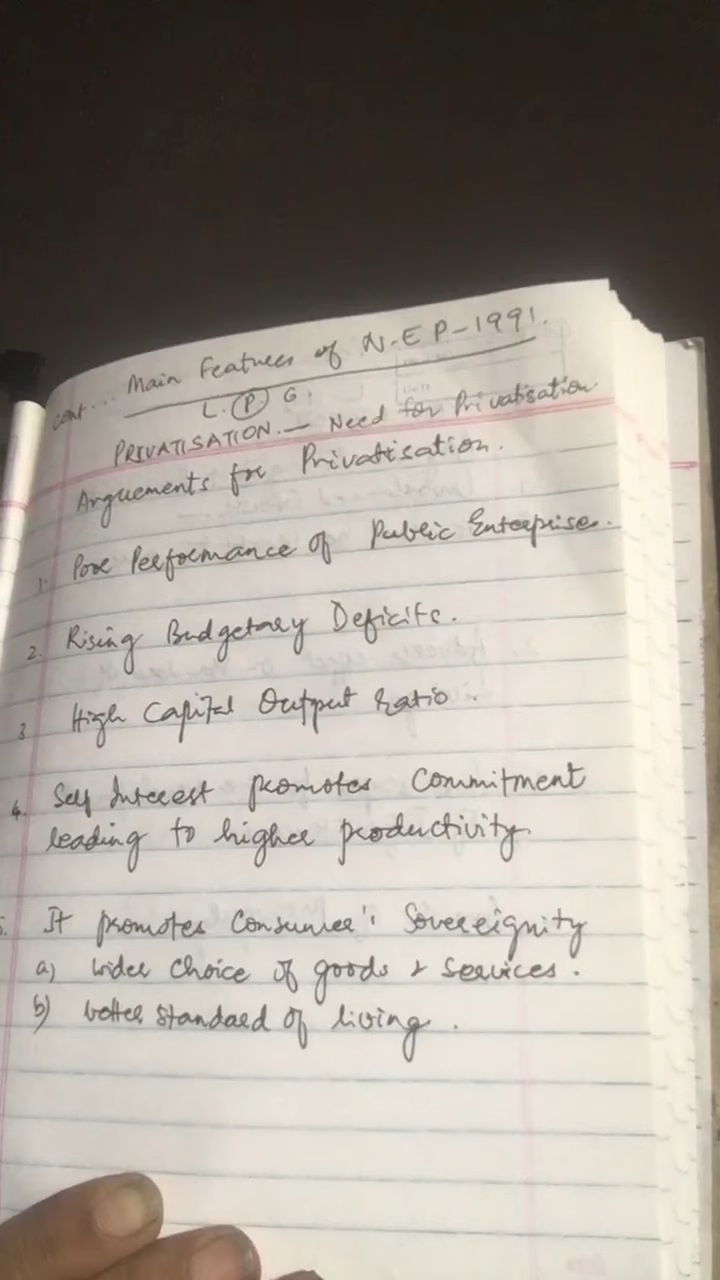 cont... Main Features of N.E P-1991.
L. P G.
PRIVATISATION.— Need for Privatisation
Arguements for Privatisation.
1. Poor Performance of Public Enterprise.
2. Rising Budgetary Deficits.
3 High Capital Output Ratio.
4. Self Interest promotes Commitment
leading to higher productivity.
5. It promotes Consumer's Sovereignity
a) wider choice of goods & services.
b) better standard of living.